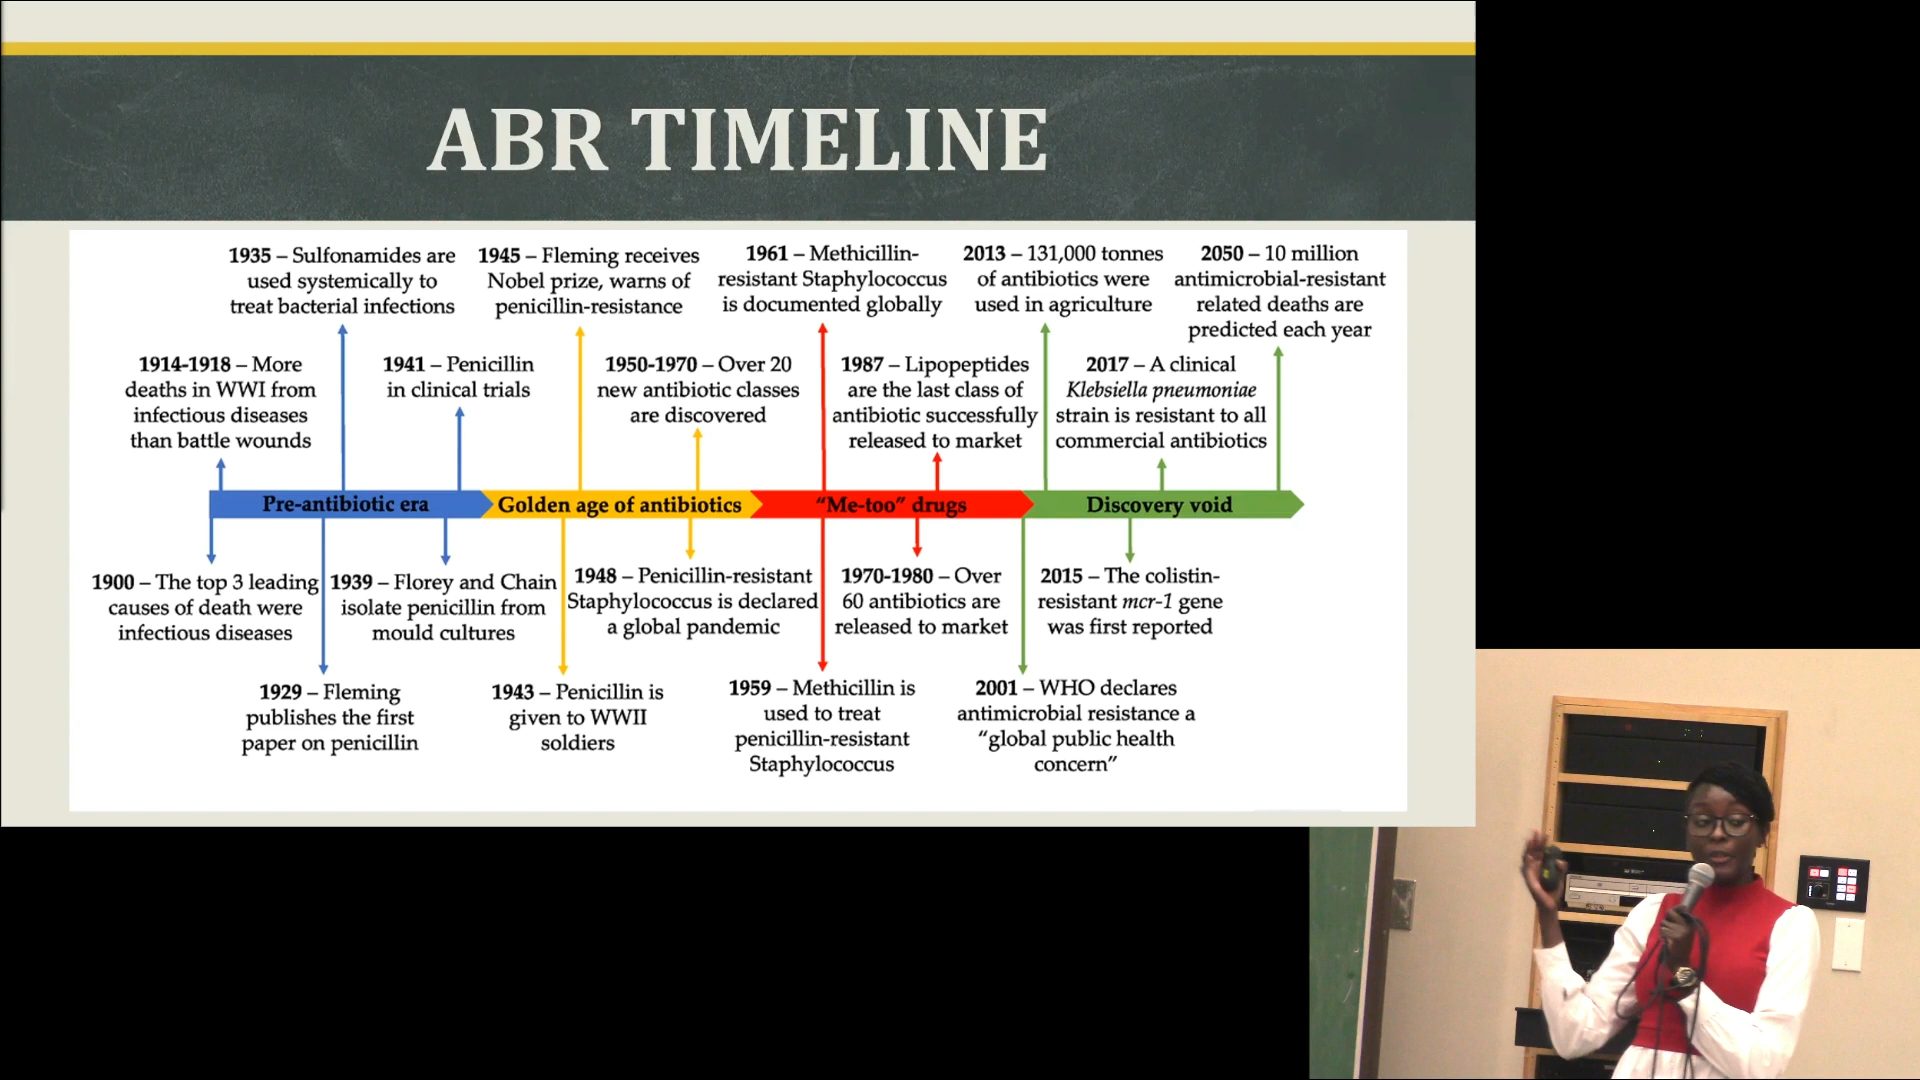 ABR TIMELINE
1935 – Sulfonamides are
used systemically to
treat bacterial infections
1945 – Fleming receives
Nobel prize, warns of
penicillin-resistance
1961 – Methicillin-
resistant Staphylococcus
is documented globally
2013 – 131,000 tonnes
of antibiotics were
used in agriculture
2050 – 10 million
antimicrobial-resistant
related deaths are
predicted each year
1914-1918 – More
deaths in WWI from
infectious diseases
than battle wounds
1941 – Penicillin
in clinical trials
1950-1970 – Over 20
new antibiotic classes
are discovered
1987 – Lipopeptides
are the last class of
antibiotic successfully
released to market
2017 – A clinical
Klebsiella pneumoniae
strain is resistant to all
commercial antibiotics
Pre-antibiotic era
Golden age of antibiotics
“Me-too” drugs
Discovery void
1900 – The top 3 leading
causes of death were
infectious diseases
1939 – Florey and Chain
isolate penicillin from
mould cultures
1948 – Penicillin-resistant
Staphylococcus is declared
a global pandemic
1970-1980 – Over
60 antibiotics are
released to market
2015 – The colistin-
resistant mcr-1 gene
was first reported
1929 – Fleming
publishes the first
paper on penicillin
1943 – Penicillin is
given to WWII
soldiers
1959 – Methicillin is
used to treat
penicillin-resistant
Staphylococcus
2001 – WHO declares
antimicrobial resistance a
“global public health
concern”